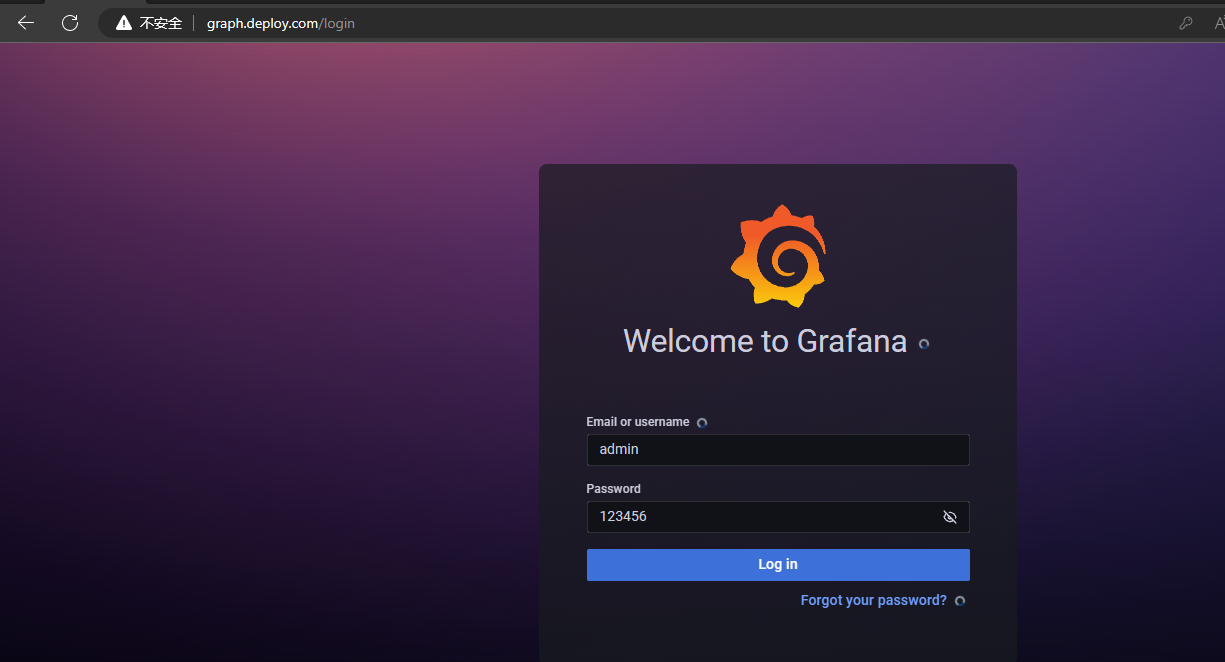 不安全 graph.deploy.com/login
Welcome to Grafana
Email or username
admin
Password
123456
Log in
Forgot your password?